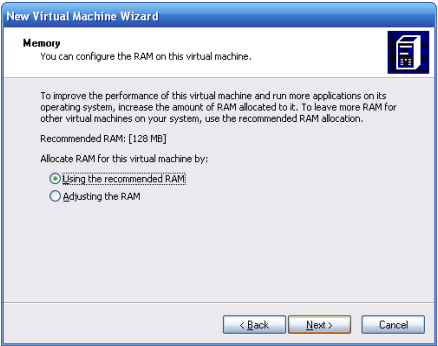 New Virtual Machine Wizard
Memory
You can configure the RAM on this virtual machine.
To improve the performance of this virtual machine and run more applications on its
operating system, increase the amount of RAM allocated to it. To leave more RAM for
other virtual machines on your system, use the recommended RAM allocation.
Recommended RAM: [128 MB]
Allocate RAM for this virtual machine by:
Using the recommended RAM
Adjusting the RAM
< Back Next > Cancel